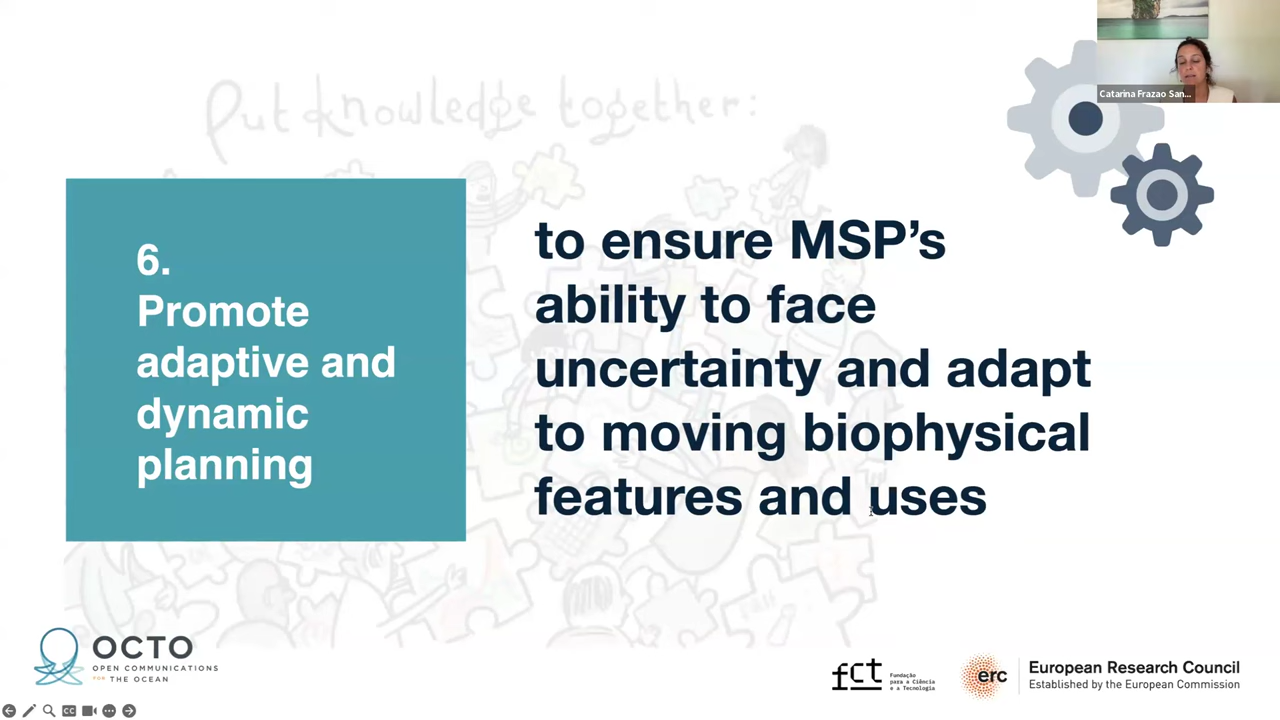 Catarina Frazao San...
Put knowledge together:
6.
Promote
adaptive and
dynamic
planning
to ensure MSP’s
ability to face
uncertainty and adapt
to moving biophysical
features and uses
OCTO
OPEN COMMUNICATIONS
FOR THE OCEAN
fct
Fundação
para a Ciência
e a Tecnologia
erc
European Research Council
Established by the European Commission
CC